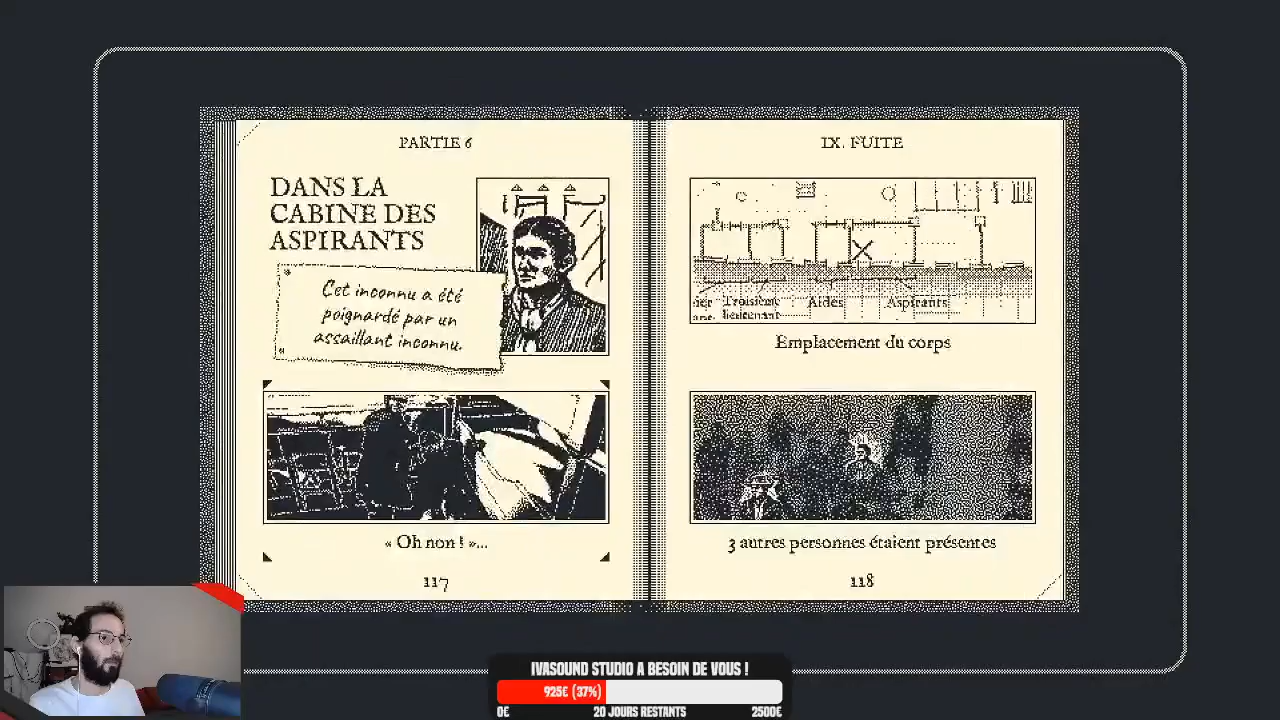 PARTIE 6
DANS LA
CABINE DES
ASPIRANTS
Cet inconnu a été
poignardé par un
assaillant inconnu.
« Oh non ! »...
117
IX. FUITE
Troisième
lieutenant
Aides
Aspirants
Emplacement du corps
3 autres personnes étaient présentes
118
IVASOUND STUDIO A BESOIN DE VOUS !
925€ (37%)
0€ 20 JOURS RESTANTS 2500€